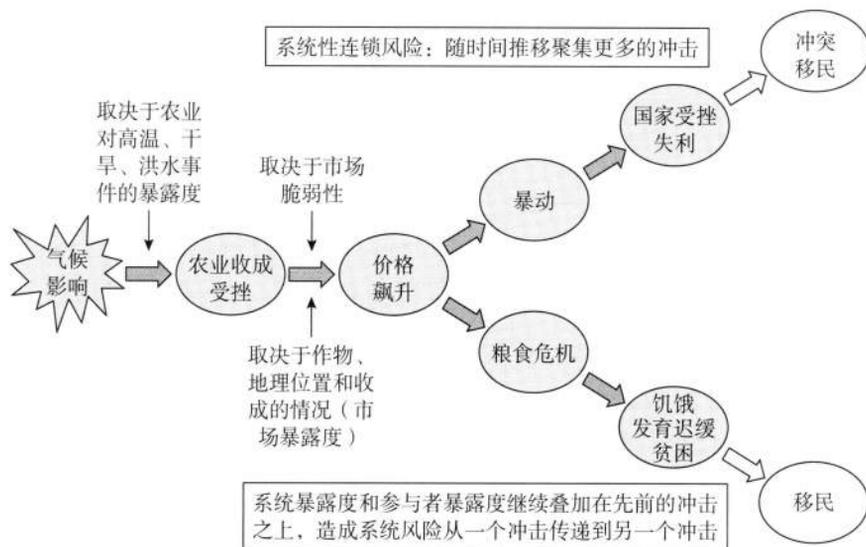 系统性连锁风险：随时间推移聚集更多的冲击
冲突
移民
取决于农业
对高温、干
旱、洪水事
件的暴露度
国家受挫
失利
取决于市场
脆弱性
暴动
气候
影响
农业收成
受挫
价格
飙升
取决于作物、
地理位置和收
成的情况（市
场暴露度）
粮食危机
饥饿
发育迟缓
贫困
移民
系统暴露度和参与者暴露度继续叠加在先前的冲击
之上，造成系统风险从一个冲击传递到另一个冲击